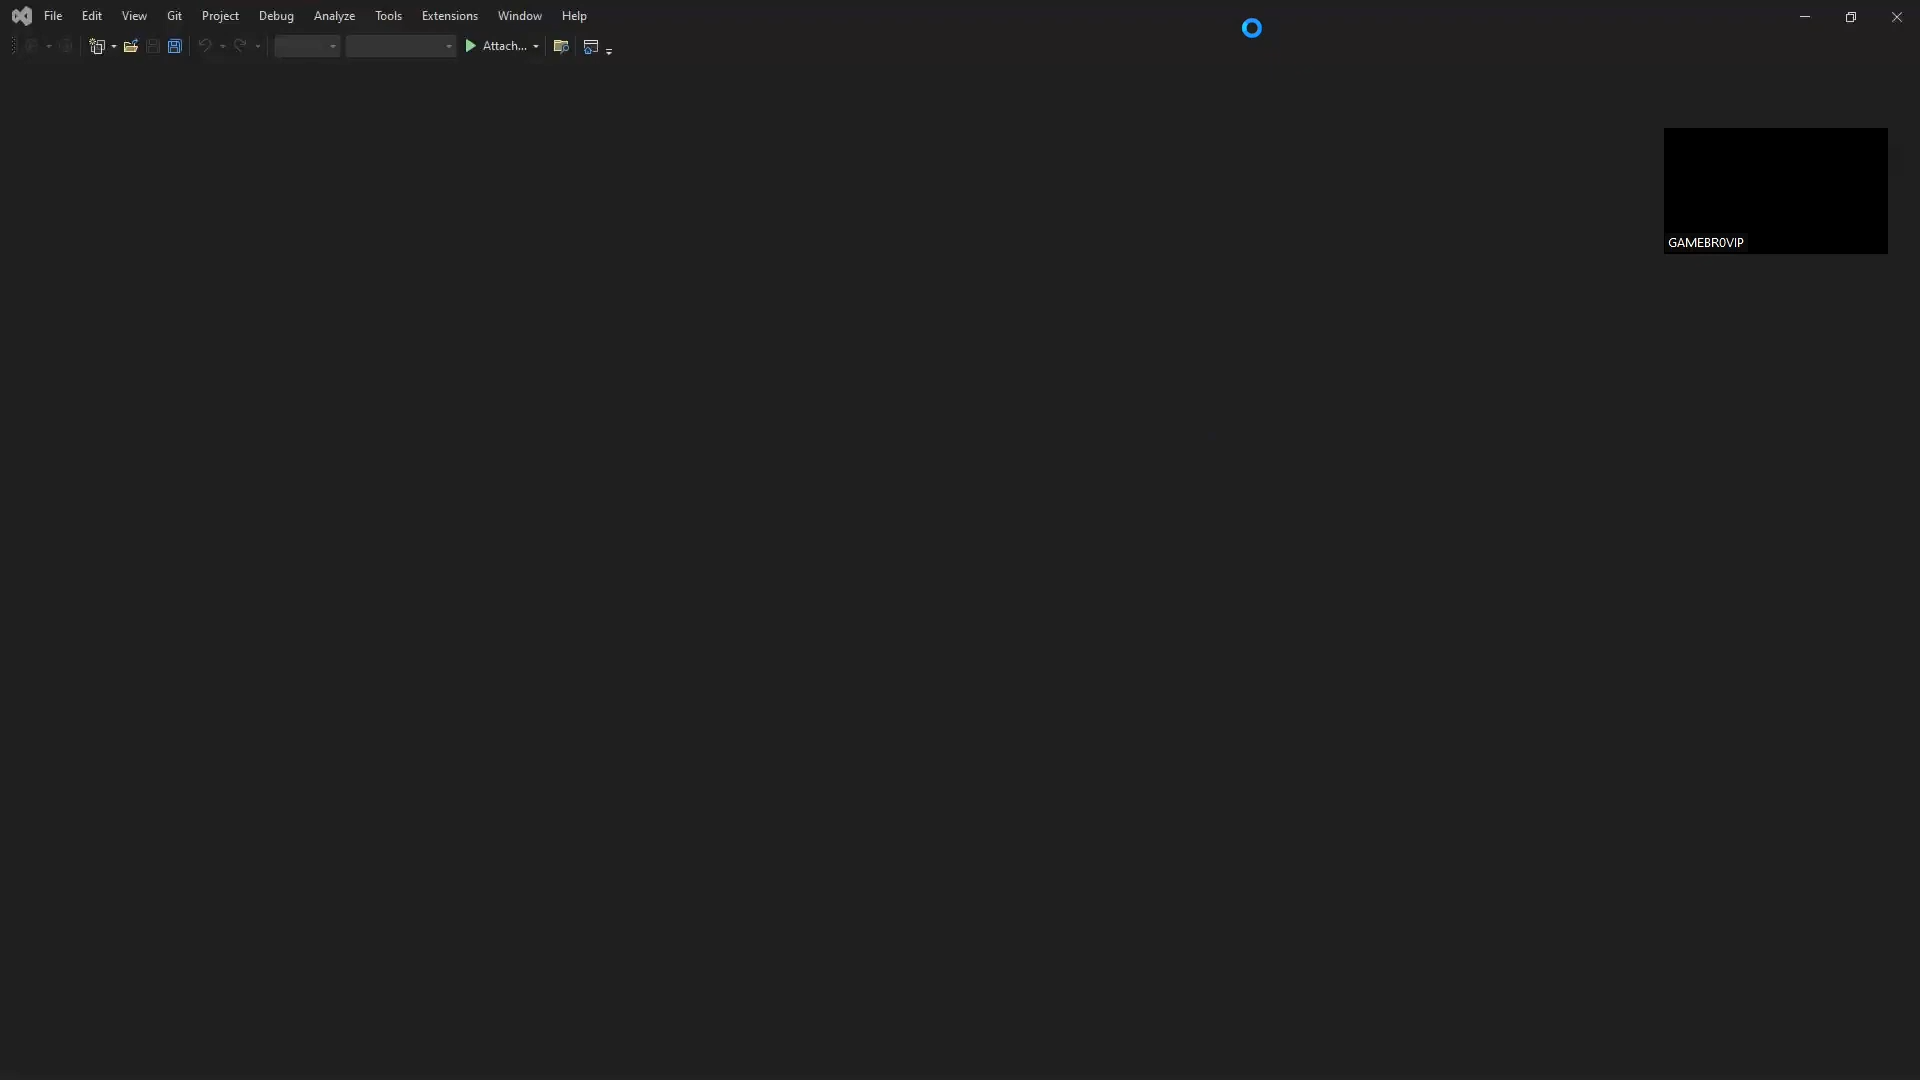 File Edit View Git Project Debug Analyze Tools Extensions Window Help
Attach...
GAMEBR0VIP